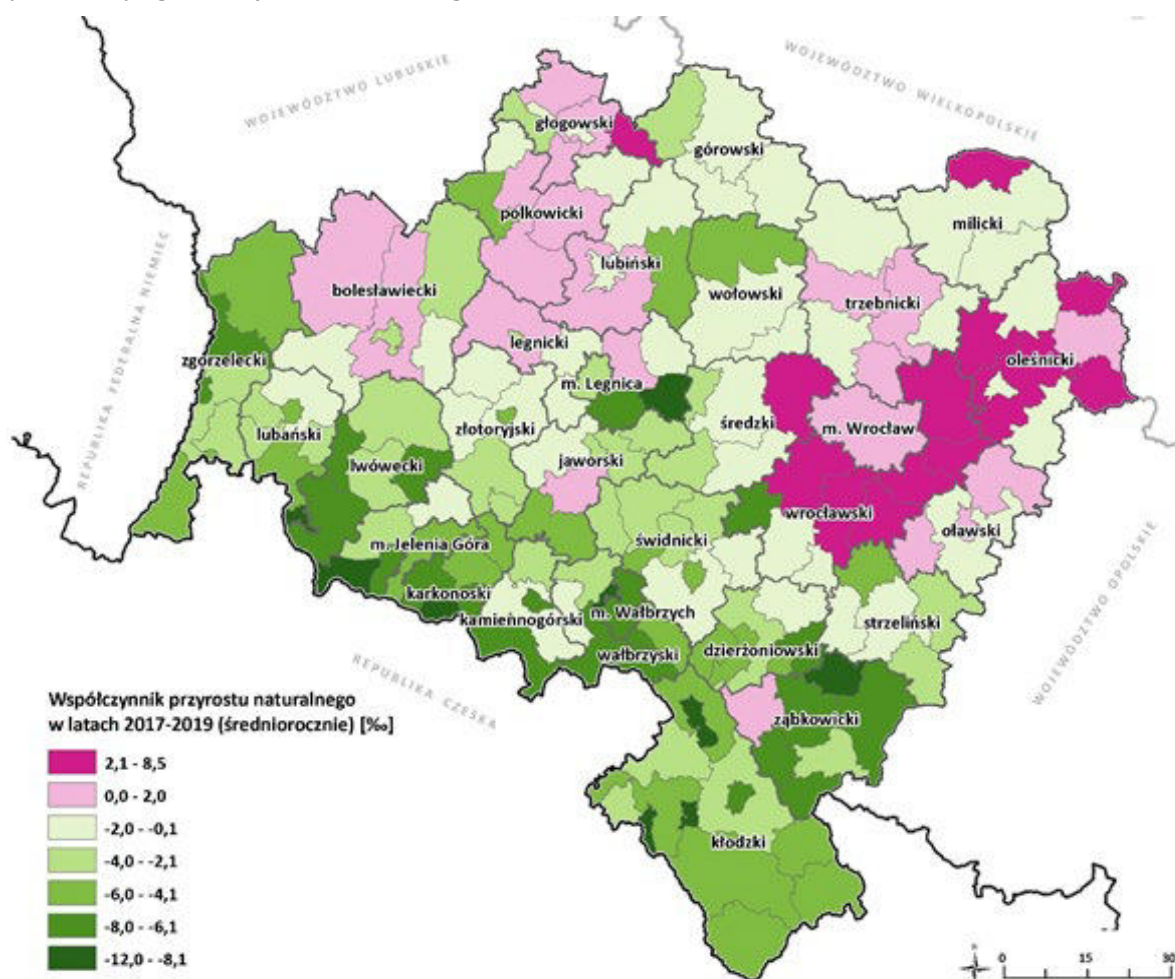 WOJEWÓDZTWO LUBUSKIE
WOJEWÓDZTWO WIELKOPOLSKIE
głogowski
górowski
polkowicki
milicki
lubiński
bolesławiecki
wołowski
trzebnicki
REPUBLIKA FEDERALNA NIEMIEC
legnicki
oleśnicki
zgorzelecki
m. Legnica
średzki
m. Wrocław
lubański
złotoryjski
jaworski
lwówecki
wrocławski
oławski
m. Jelenia Góra
świdnicki
karkonoski
kamiennogórski
m. Wałbrych
strzeliński
wałbrzyski
dzierżoniowski
WOJEWÓDZTWO OPOLSKIE
REPUBLIKA CZESKA
ząbkowicki
kłodzki
Współczynnik przyrostu naturalnego
w latach 2017-2019 (średniorocznie) [‰]
2,1 - 8,5
0,0 - 2,0
-2,0 - -0,1
-4,0 - -2,1
-6,0 - -4,1
-8,0 - -6,1
-12,0 - -8,1
0 15 30